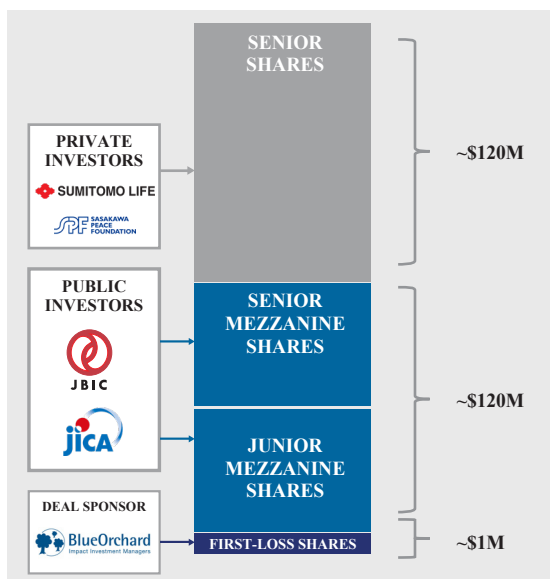 SENIOR
SHARES
PRIVATE
INVESTORS
SUMITOMO LIFE
SPF SASAKAWA
PEACE
FOUNDATION
~$120M
PUBLIC
INVESTORS
JBIC
jICA
SENIOR
MEZZANINE
SHARES
JUNIOR
MEZZANINE
SHARES
~$120M
DEAL SPONSOR
BlueOrchard
Impact Investment Managers
FIRST-LOSS SHARES
~$1M